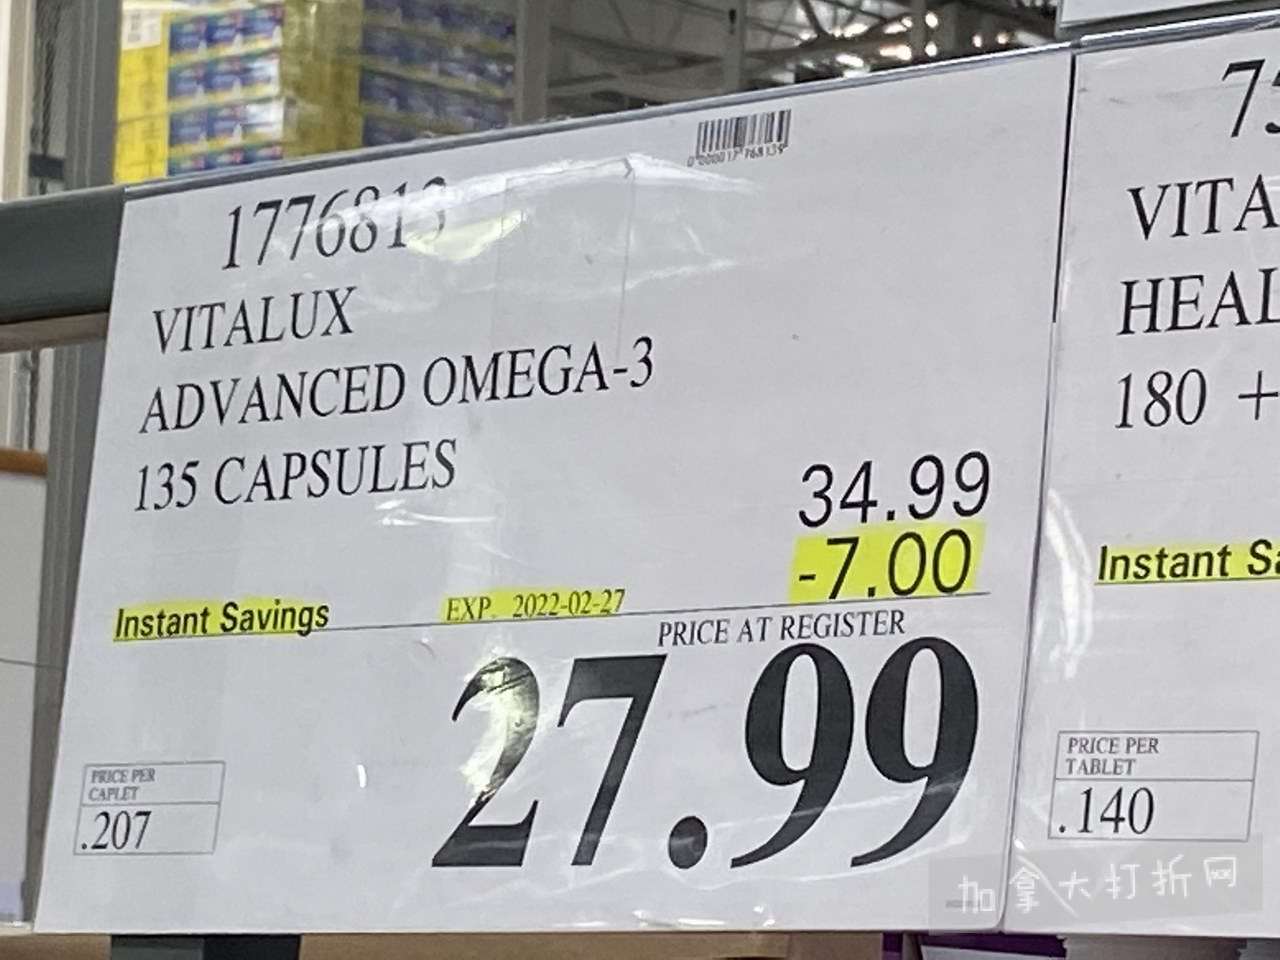 1776813
VITALUX
ADVANCED OMEGA-3
135 CAPSULES
34.99
-7.00
Instant Savings
EXP. 2022-02-27
PRICE AT REGISTER
27.99
PRICE PER
CAPLET
.207
VITA
HEAL
180 +
Instant Sa
PRICE PER
TABLET
.140
加拿大打折网